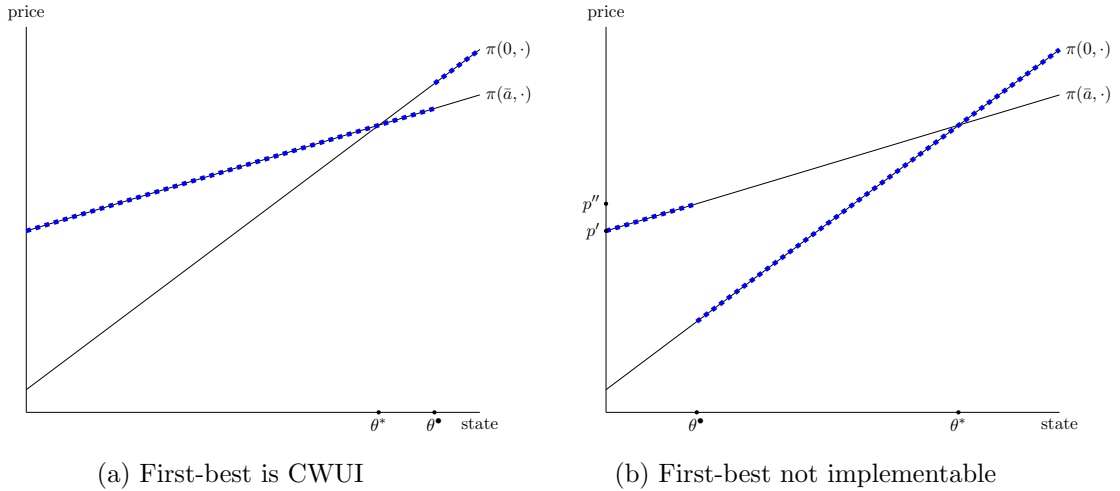 price
π(0, ·)
π(ā, ·)
θ*
θ•
state
(a) First-best is CWUI
price
π(0, ·)
π(ā, ·)
p′′
p′
θ•
θ*
state
(b) First-best not implementable